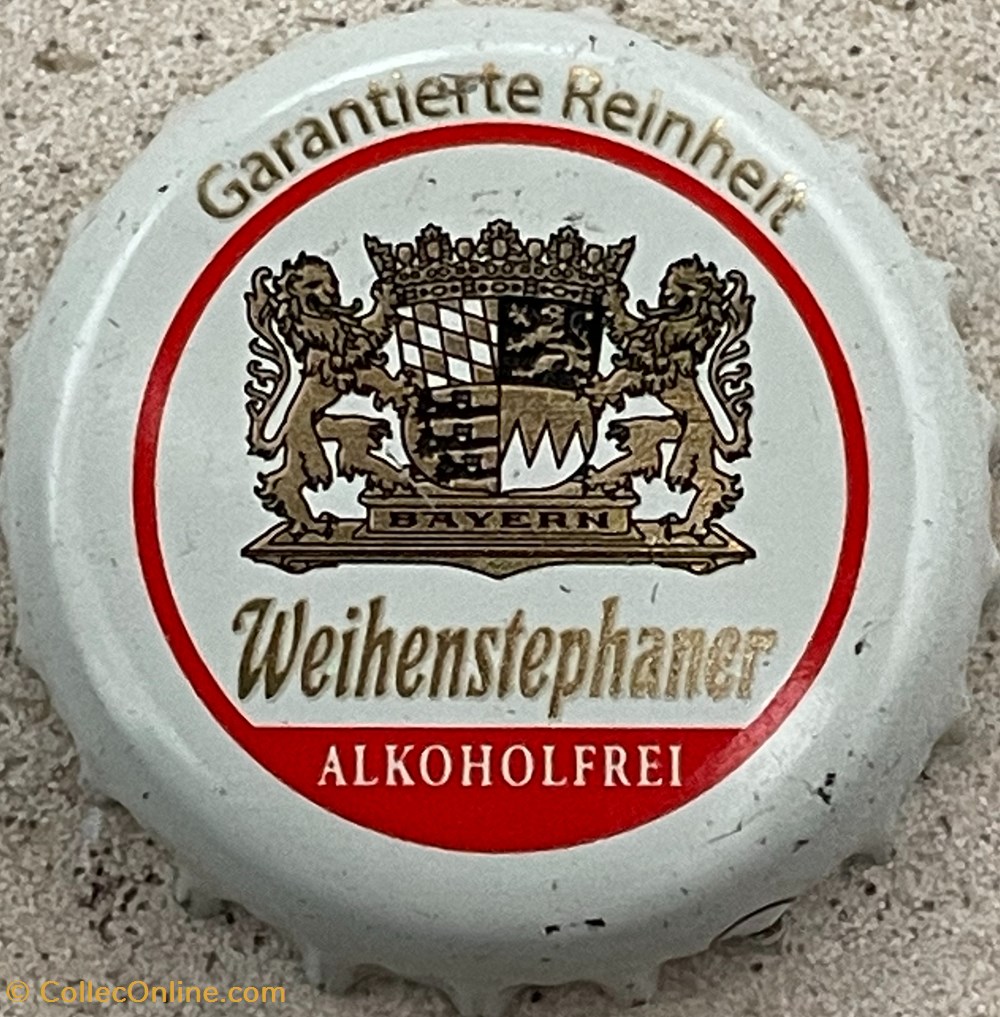 Garantierte Reinheit
BAYERN
Weihenstephaner
ALKOHOLFREI
© CollecOnline.com